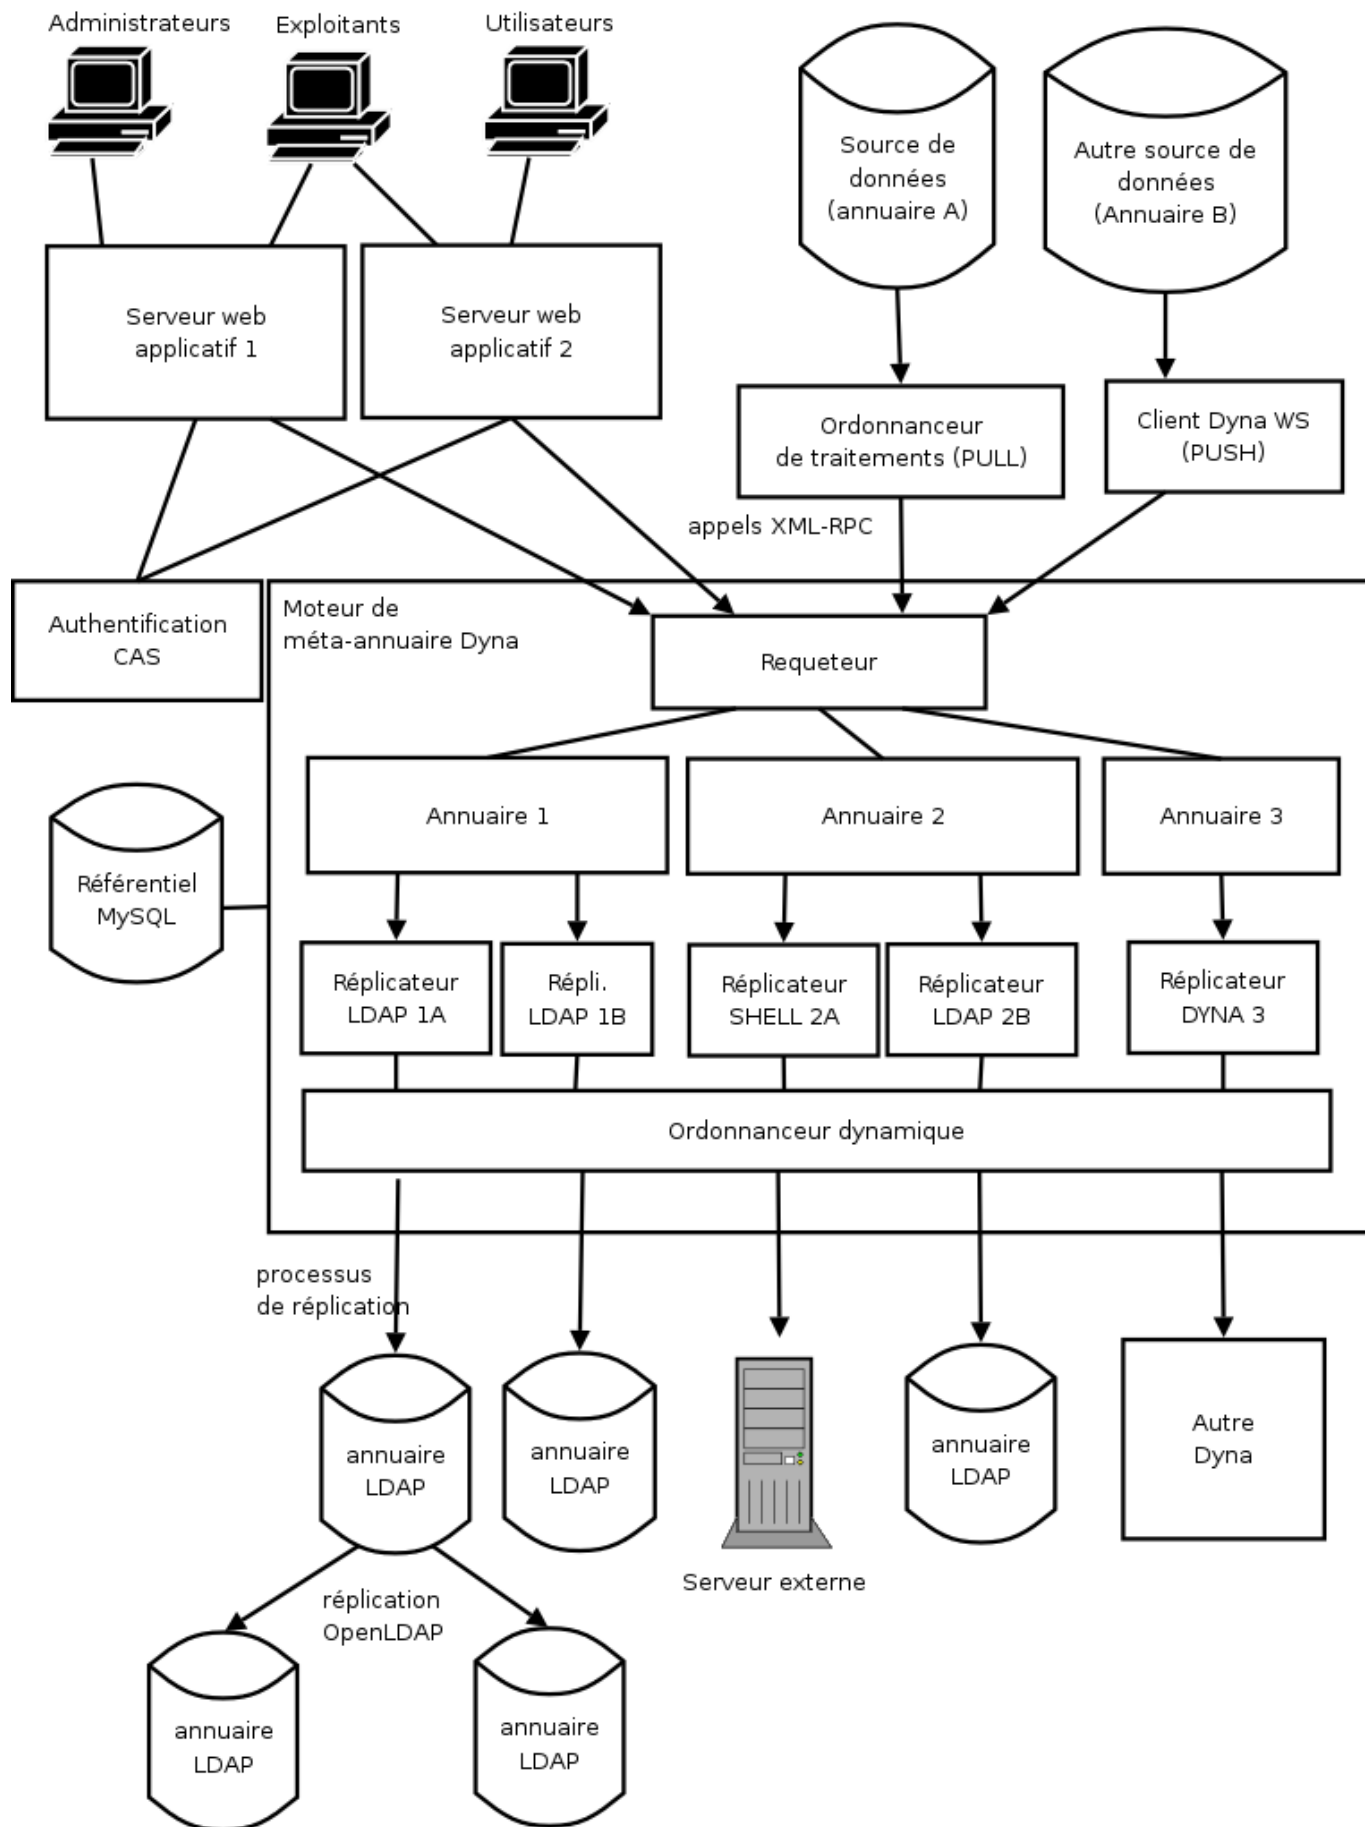 Administrateurs
Exploitants
Utilisateurs
Source de
données
(annuaire A)
Autre source de
données
(Annuaire B)
Serveur web
applicatif 1
Serveur web
applicatif 2
Ordonnanceur
de traitements (PULL)
Client Dyna WS
(PUSH)
appels XML-RPC
Authentification
CAS
Moteur de
méta-annuaire Dyna
Requeteur
Annuaire 1
Annuaire 2
Annuaire 3
Référentiel
MySQL
Réplicateur
LDAP 1A
Répli.
LDAP 1B
Réplicateur
SHELL 2A
Réplicateur
LDAP 2B
Réplicateur
DYNA 3
Ordonnanceur dynamique
processus
de réplication
annuaire
LDAP
annuaire
LDAP
Serveur externe
annuaire
LDAP
Autre
Dyna
réplication
OpenLDAP
annuaire
LDAP
annuaire
LDAP